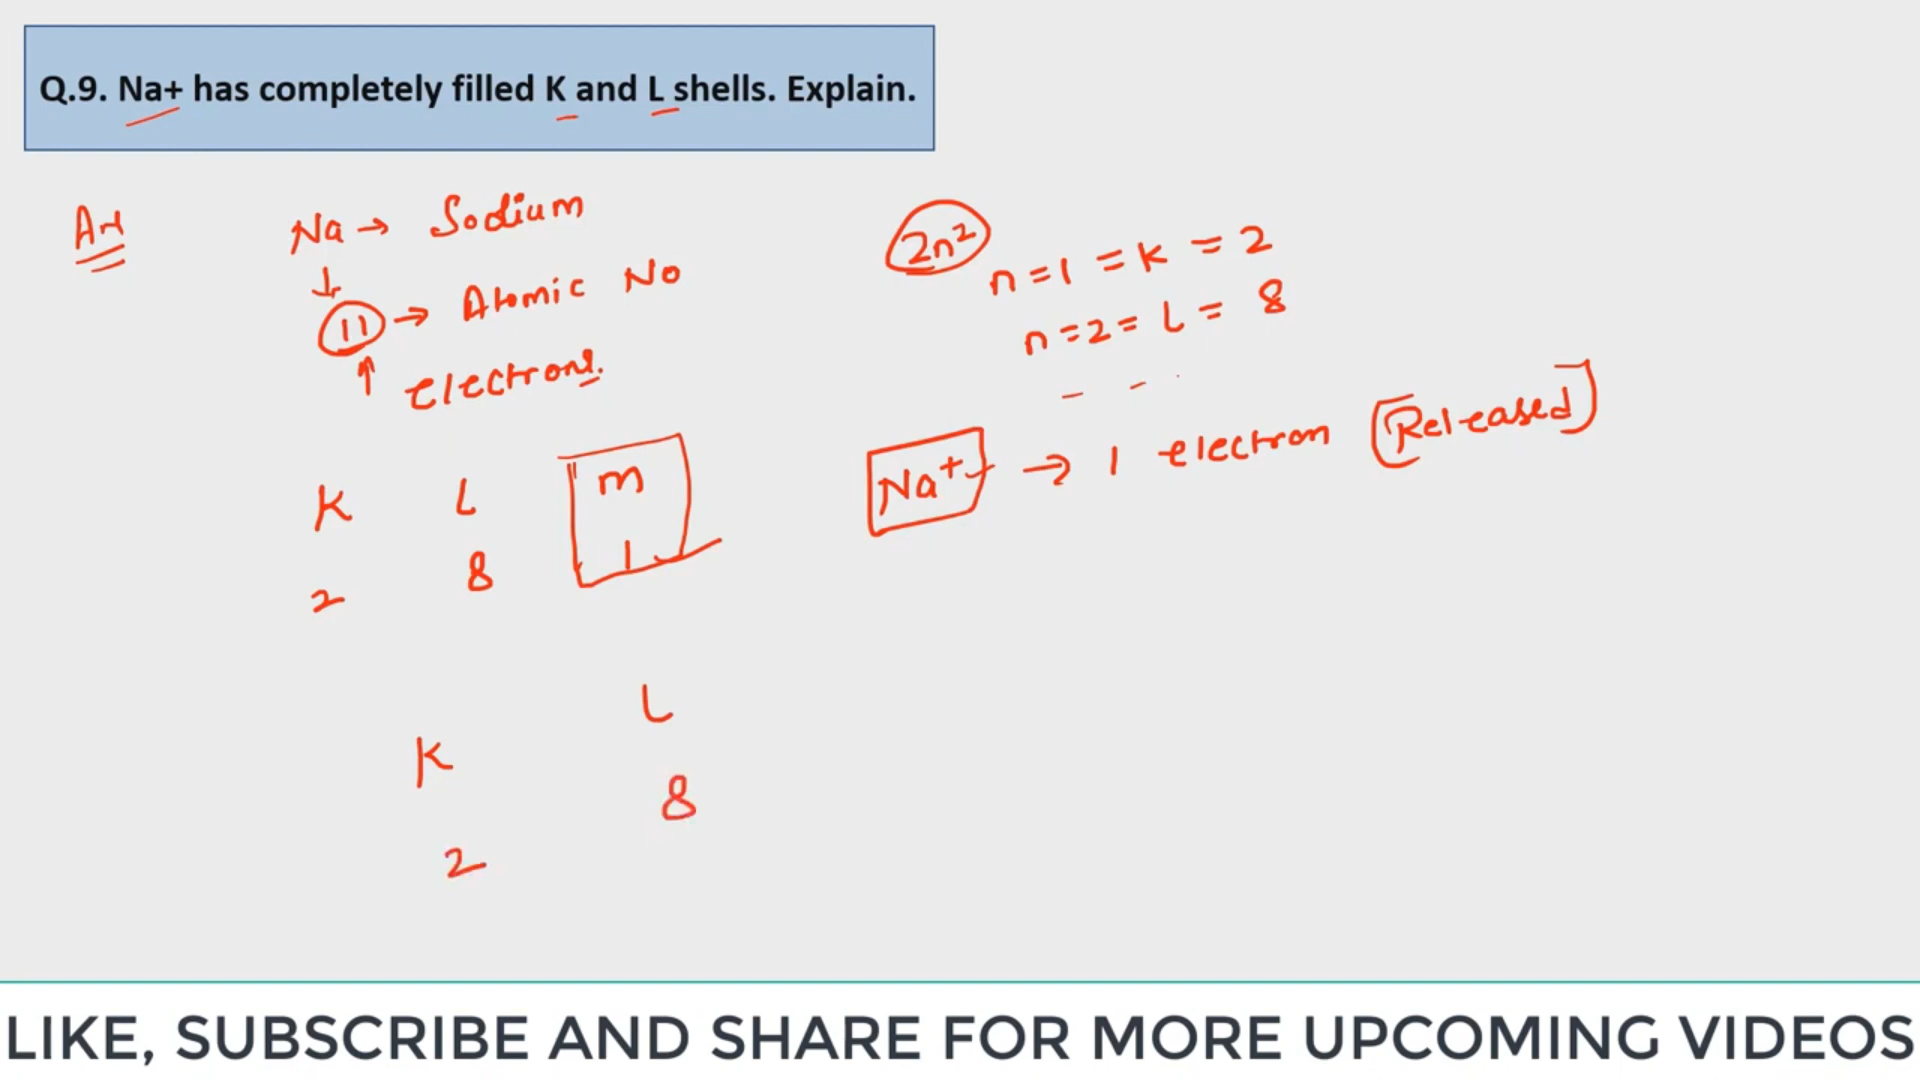 Q.9. Na+ has completely filled K and L shells. Explain.
Na → Sodium
↓
11 → Atomic No
↑ electrons.
K L m
2 8 1
K L
2 8
2n²
n = 1 = K = 2
n = 2 = L = 8
- -
Na⁺ → 1 electron (Released)
LIKE, SUBSCRIBE AND SHARE FOR MORE UPCOMING VIDEOS